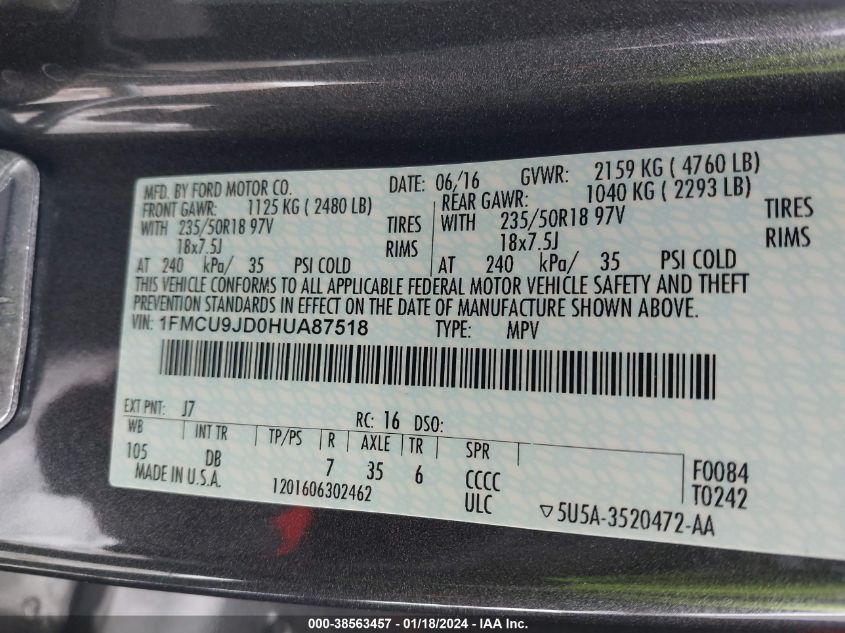 MFD. BY FORD MOTOR CO. DATE: 06/16 GVWR: 2159 KG ( 4760 LB)
FRONT GAWR: 1125 KG ( 2480 LB) REAR GAWR: 1040 KG ( 2293 LB)
WITH 235/50R18 97V TIRES WITH 235/50R18 97V TIRES
18x7.5J RIMS 18x7.5J RIMS
AT 240 kPa/ 35 PSI COLD AT 240 kPa/ 35 PSI COLD
THIS VEHICLE CONFORMS TO ALL APPLICABLE FEDERAL MOTOR VEHICLE SAFETY AND THEFT
PREVENTION STANDARDS IN EFFECT ON THE DATE OF MANUFACTURE SHOWN ABOVE.
VIN: 1FMCU9JD0HUA87518 TYPE: MPV
EXT PNT: J7 RC: 16 DSO:
WB INT TR TP/PS R AXLE TR SPR
105 DB 7 35 6 CCCC F0084
MADE IN U.S.A. 1201606302462 ULC T0242
▽5U5A-3520472-AA
000-38563457 - 01/18/2024 - IAAI.com